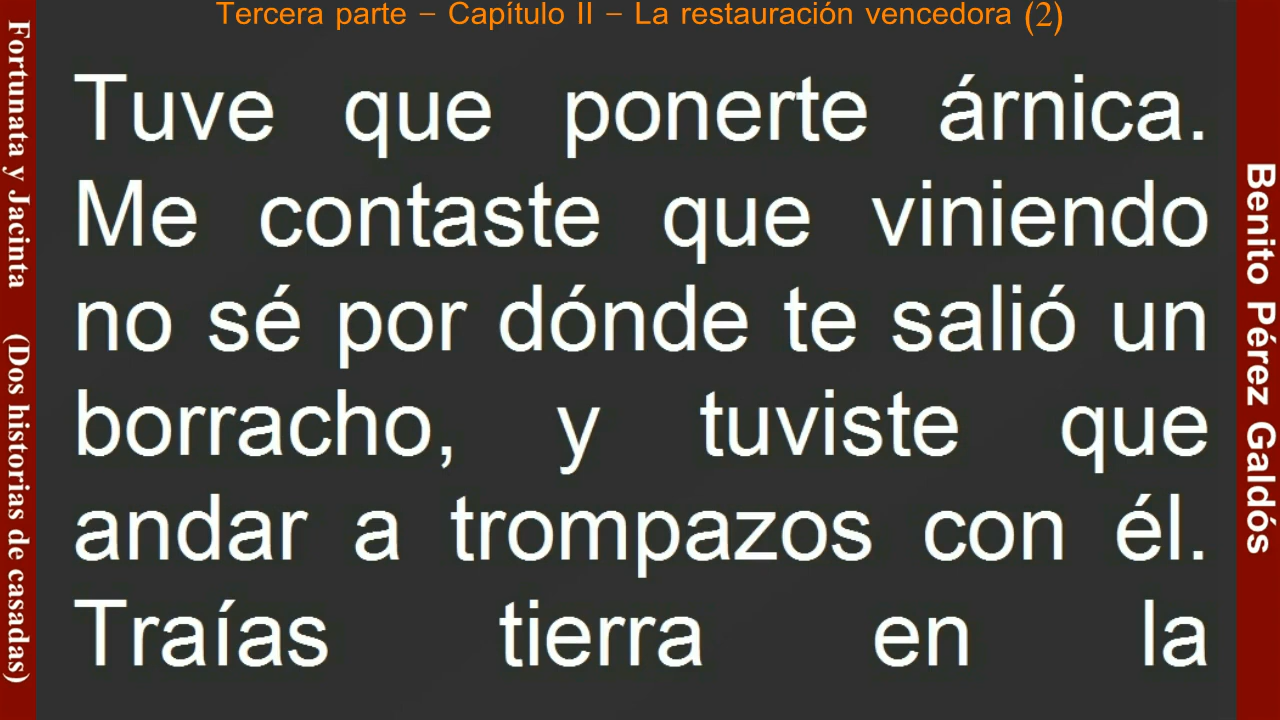 Tercera parte – Capítulo II – La restauración vencedora (2)
Fortunata y Jacinta (Dos historias de casadas)
Tuve que ponerte árnica.
Me contaste que viniendo
no sé por dónde te salió un
borracho, y tuviste que
andar a trompazos con él.
Traías tierra en la
Benito Pérez Galdós